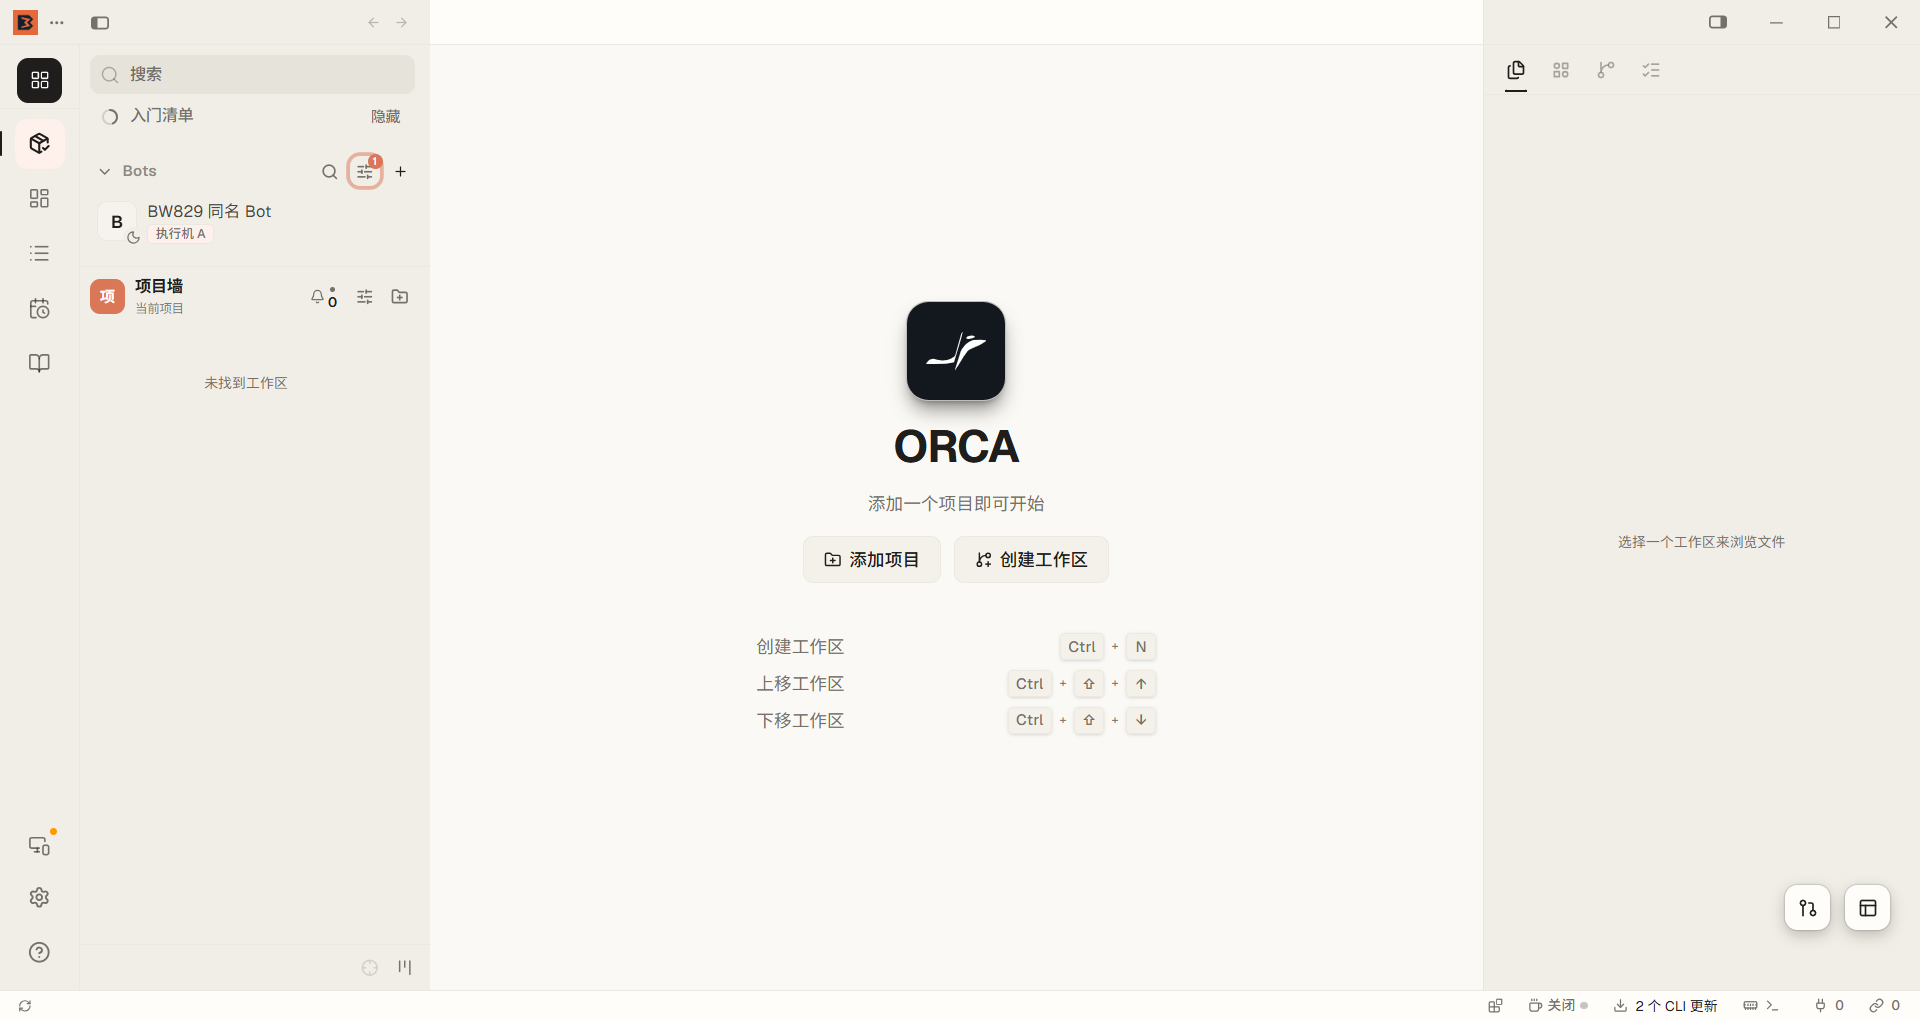 搜索
入门清单
隐藏
Bots
1
B
BW829 同名 Bot
执行机 A
项
项目墙
当前项目
0
未找到工作区
ORCA
添加一个项目即可开始
添加项目
创建工作区
创建工作区 Ctrl + N
上移工作区 Ctrl + ⇧ + ↑
下移工作区 Ctrl + ⇧ + ↓
选择一个工作区来浏览文件
关闭
2 个 CLI 更新
0
0